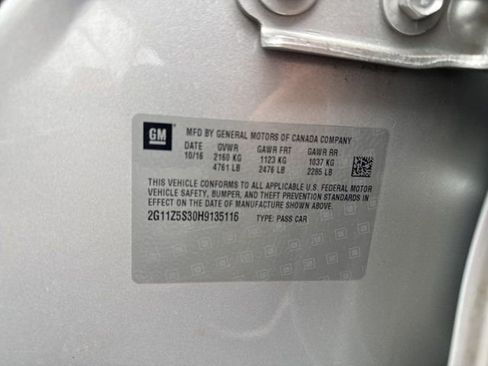 GM
MFD BY GENERAL MOTORS OF CANADA COMPANY
DATE GVWR GAWR FRT GAWR RR
10/16 2160 KG 1123 KG 1037 KG
4761 LB 2476 LB 2285 LB
THIS VEHICLE CONFORMS TO ALL APPLICABLE U.S. FEDERAL MOTOR
VEHICLE SAFETY, BUMPER, AND THEFT PREVENTION STANDARDS
IN EFFECT ON THE DATE OF MANUFACTURE SHOWN ABOVE.
2G11Z5S30H9135116 TYPE: PASS CAR